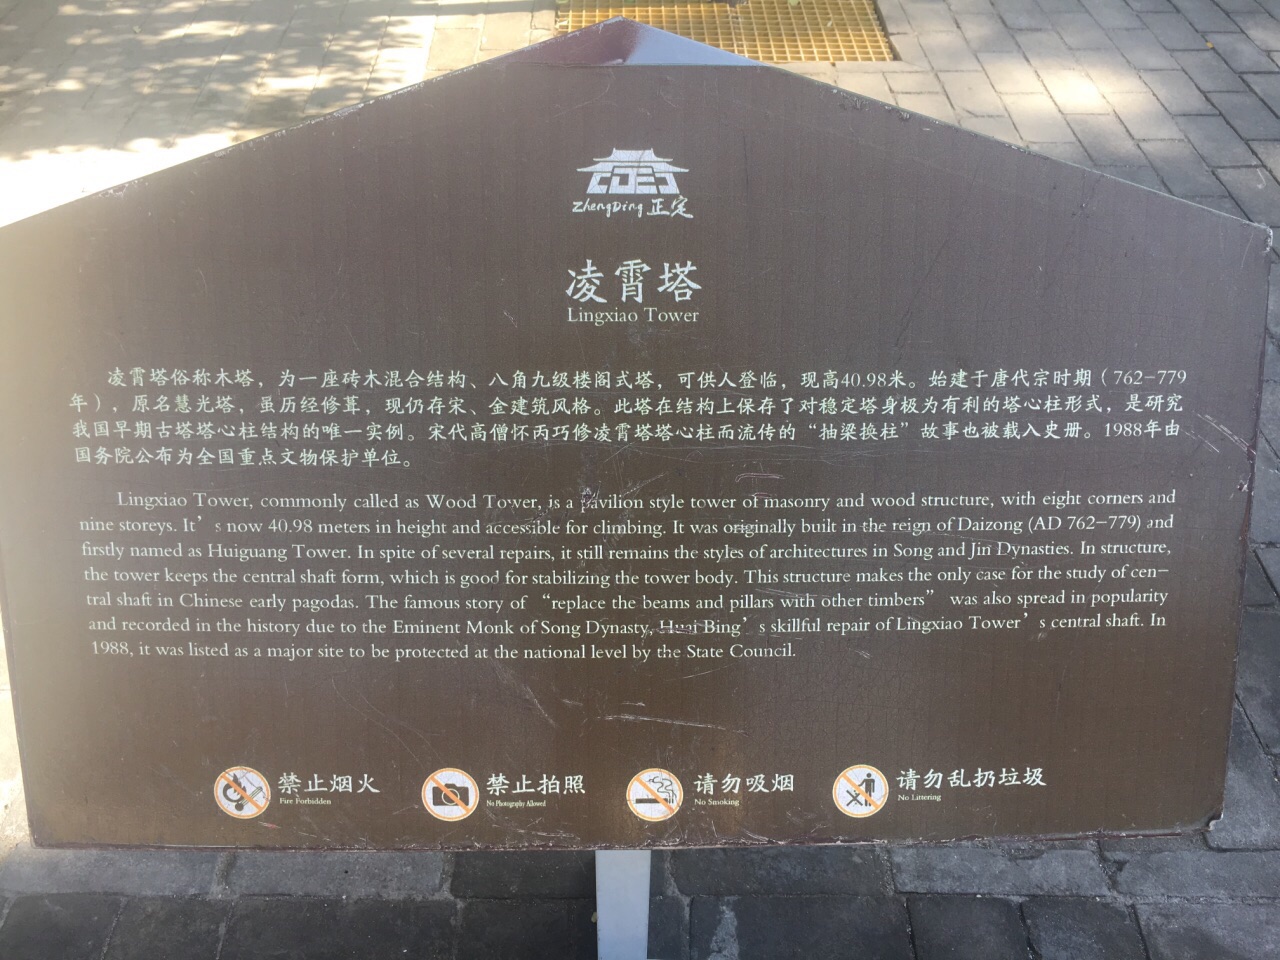 ZhengDing 正定
凌霄塔
Lingxiao Tower
凌霄塔俗称木塔，为一座砖木混合结构、八角九级楼阁式塔，可供人登临，现高40.98米。始建于唐代宗时期（762-779
年），原名慧光塔，虽历经修葺，现仍存宋、金建筑风格。此塔在结构上保存了对稳定塔身极为有利的塔心柱形式，是研究
我国早期古塔塔心柱结构的唯一实例。宋代高僧怀丙巧修凌霄塔塔心柱而流传的“抽梁换柱”故事也被载入史册。1988年由
国务院公布为全国重点文物保护单位。
Lingxiao Tower, commonly called as Wood Tower, is a pavilion style tower of masonry and wood structure, with eight corners and
nine storeys. It’s now 40.98 meters in height and accessible for climbing. It was originally built in the reign of Daizong (AD 762-779) and
firstly named as Huiguang Tower. In spite of several repairs, it still remains the styles of architectures in Song and Jin Dynasties. In structure,
the tower keeps the central shaft form, which is good for stabilizing the tower body. This structure makes the only case for the study of cen-
tral shaft in Chinese early pagodas. The famous story of “replace the beams and pillars with other timbers” was also spread in popularity
and recorded in the history due to the Eminent Monk of Song Dynasty, Huai Bing’s skillful repair of Lingxiao Tower’s central shaft. In
1988, it was listed as a major site to be protected at the national level by the State Council.
禁止烟火
Fire Forbidden
禁止拍照
No Photography Allowed
请勿吸烟
No Smoking
请勿乱扔垃圾
No Littering